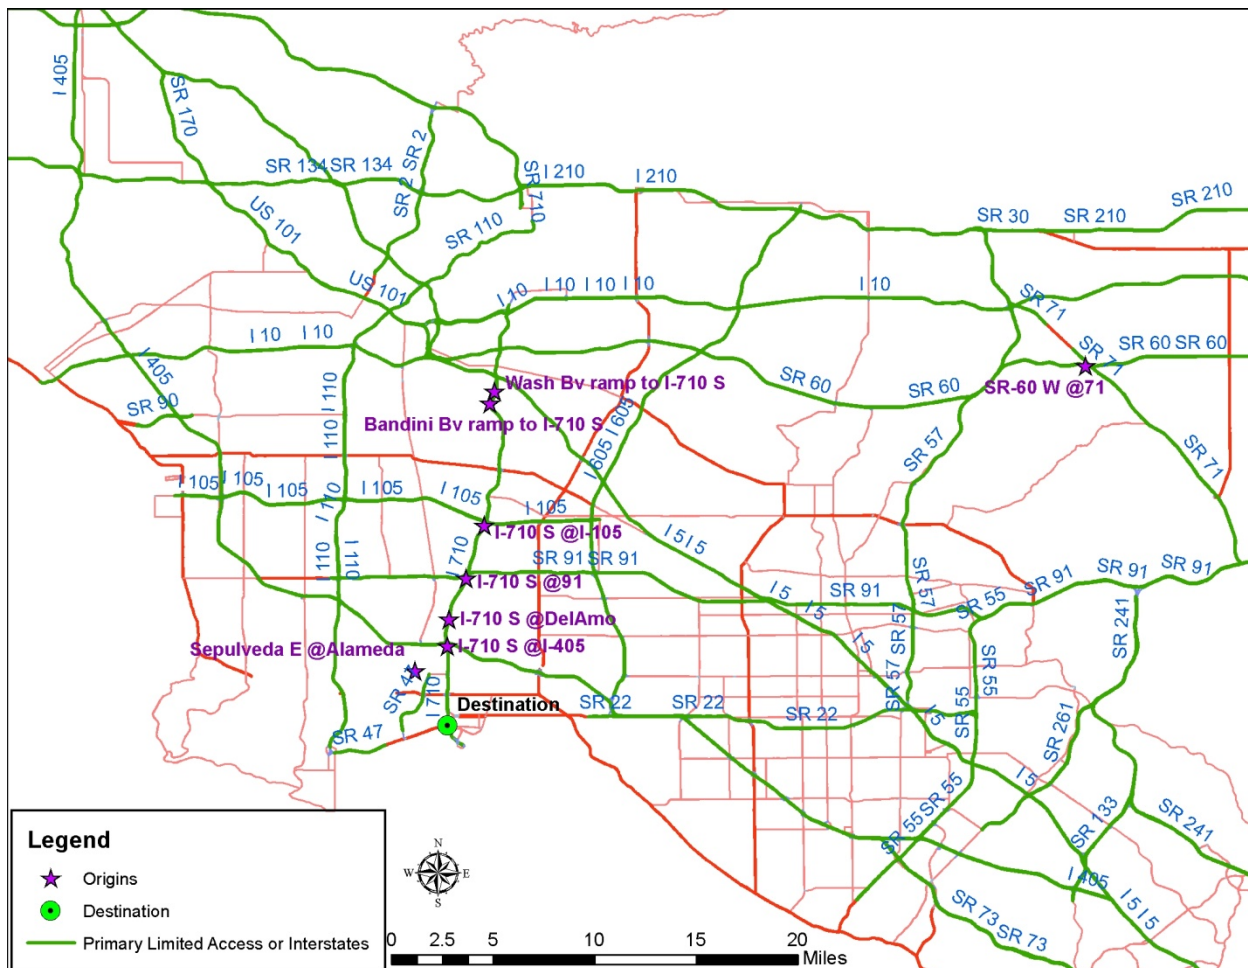 I 405
SR 170
SR 134 SR 134
SR 2 SR 2
SR 710
I 210
I 210
SR 30
SR 210
SR 210
US 101
SR 110
US 101
I 10
I 10 I 10 I 10
I 10
SR 71
I 10 I 10
I 405
SR 71
SR 60 SR 60
SR 60
SR 60
SR-60 W @71
Wash Bv ramp to I-710 S
Bandini Bv ramp to I-710 S
SR 90
I 110
I 110
I 605 I 605
SR 57
SR 71
I 105
I 105
I 105
I 105
I 105
I 105
I 110
I-710 S @I-105
I 710
I 110
I 110
SR 91 SR 91
I 5 I 5
I-710 S @91
I 5
I 5
SR 91
SR 57
SR 55
SR 91
SR 91
SR 91
SR 241
I-710 S @DelAmo
Sepulveda E @Alameda
I-710 S @I-405
SR 57
SR 57
I 5
SR 55
SR 47
I 710
Destination
SR 22
SR 22
SR 22
I 5
SR 55
SR 261
SR 47
I 5
SR 55 SR 55
SR 133
SR 241
I 405
I 5 I 5
SR 73
SR 73
Legend
Origins
Destination
Primary Limited Access or Interstates
N
W E
S
0 2.5 5 10 15 20
Miles